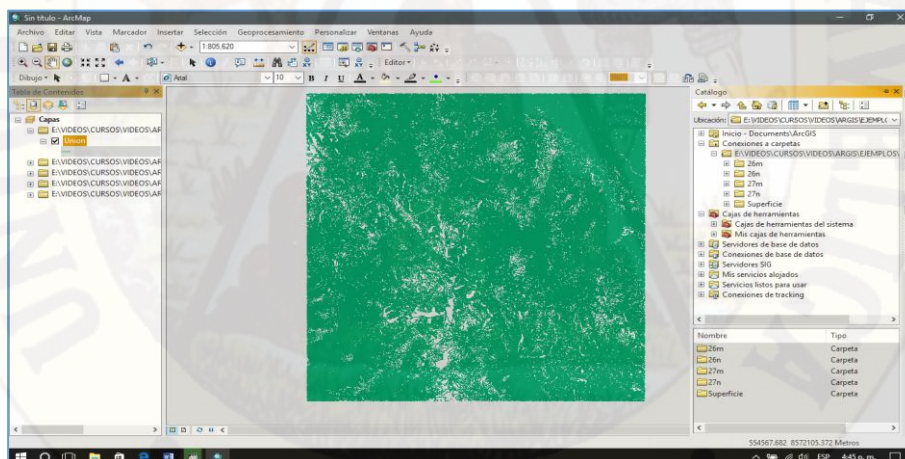 Sin título - ArcMap
Archivo Editar Vista Marcador Insertar Selección Geoprocesamiento Personalizar Ventanas Ayuda
1:805.620
Editor
Dibujo A Arial 10 B I U A
Tabla de Contenidos
Capas
E:\VIDEOS\CURSOS\VIDEOS\AR
Union
E:\VIDEOS\CURSOS\VIDEOS\AR
E:\VIDEOS\CURSOS\VIDEOS\AR
E:\VIDEOS\CURSOS\VIDEOS\AR
E:\VIDEOS\CURSOS\VIDEOS\AR
Catálogo
Ubicación: E:\VIDEOS\CURSOS\VIDEOS\ARGIS\EJEMPL
Inicio - Documents\ArcGIS
Conexiones a carpetas
E:\VIDEOS\CURSOS\VIDEOS\ARGIS\EJEMPLOS\
26m
26n
27m
27n
Superficie
Cajas de herramientas
Cajas de herramientas del sistema
Mis cajas de herramientas
Servidores de base de datos
Conexiones de base de datos
Servidores SIG
Mis servicios alojados
Servicios listos para usar
Conexiones de tracking
Nombre Tipo
26m Carpeta
26n Carpeta
27m Carpeta
27n Carpeta
Superficie Carpeta
554567.682 8572105.372 Metros
ESP 4:45 p. m.